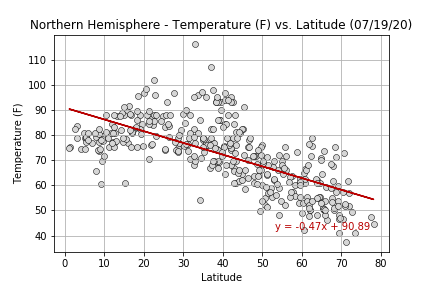 Northern Hemisphere - Temperature (F) vs. Latitude (07/19/20)
Temperature (F)
110
100
90
80
70
60
50
40
y = -0.47x + 90.89
0 10 20 30 40 50 60 70 80
Latitude